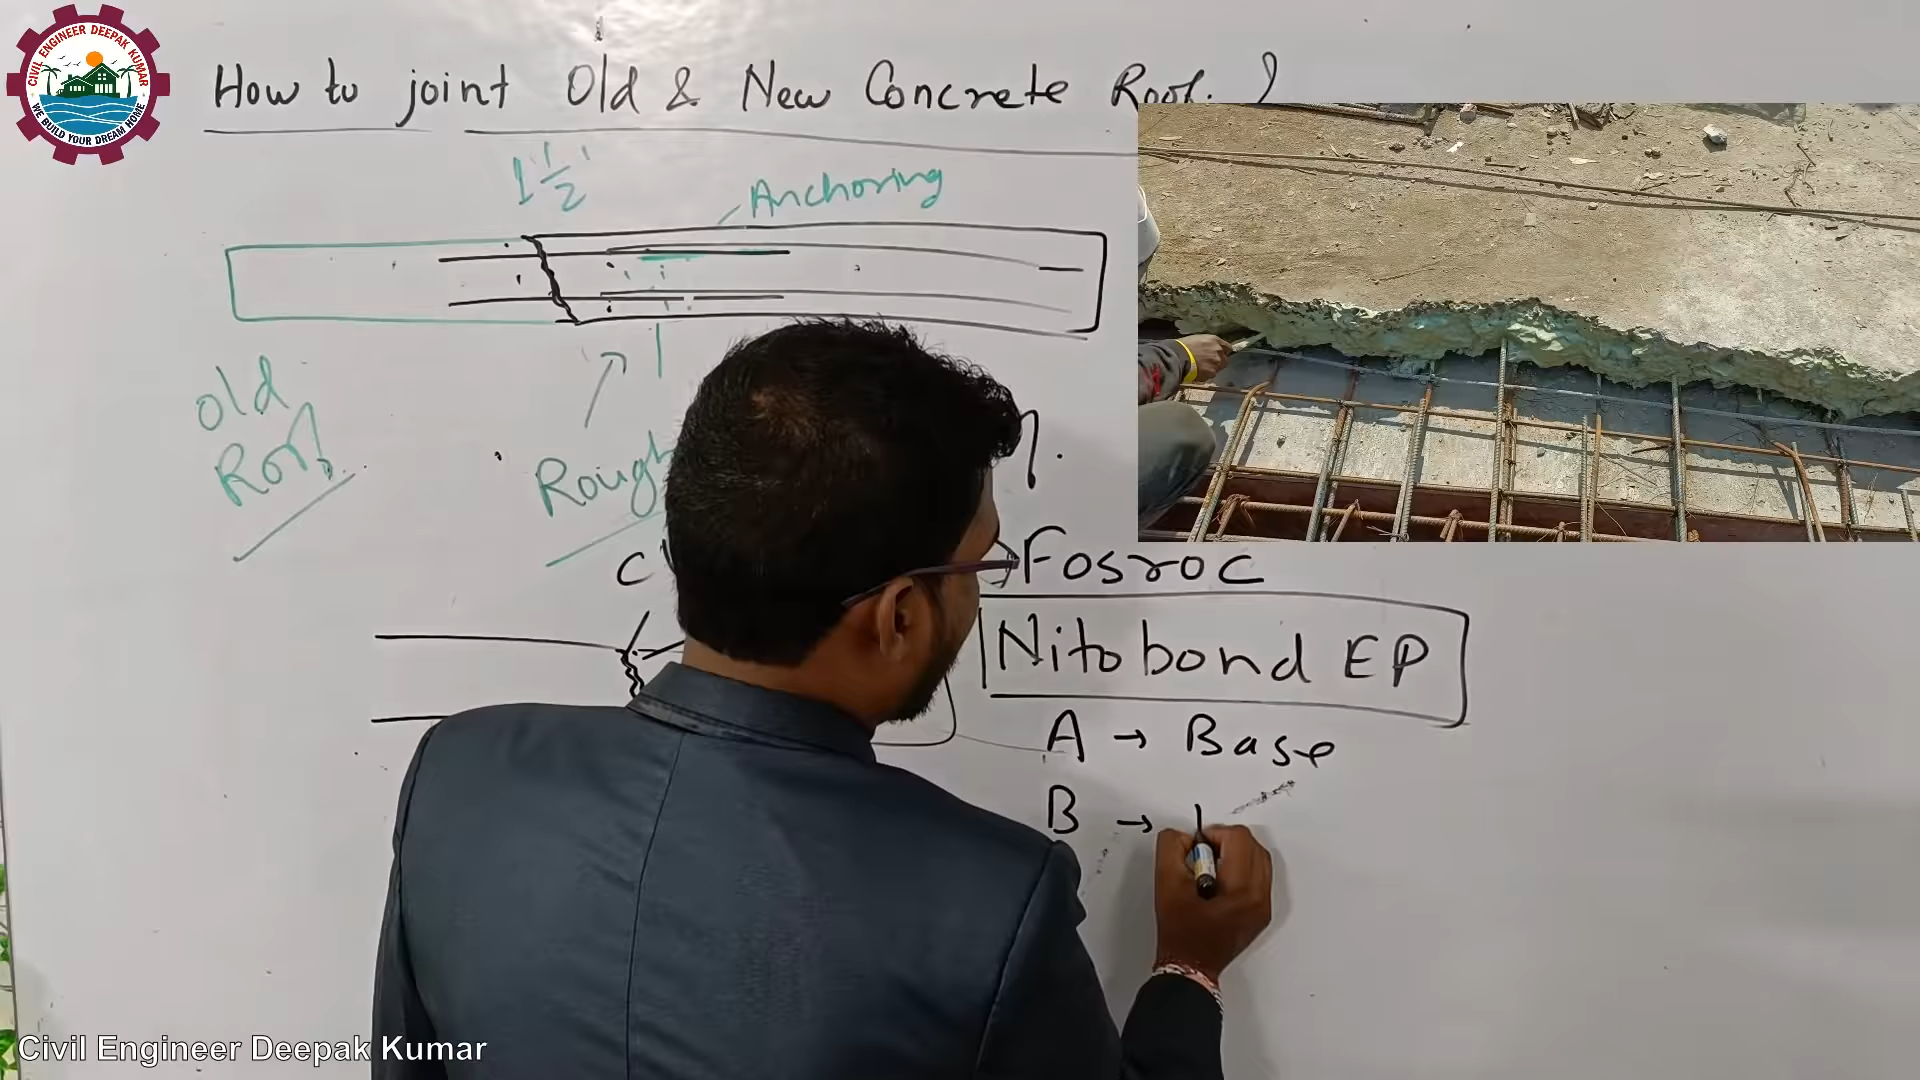 CIVIL ENGINEER DEEPAK KUMAR
WE BUILD YOUR DREAM HOME
How to joint Old & New Concrete Roof. ?
1 1/2'
Anchoring
Old
Roof
Rough
Fosroc
Nitobond EP
A → Base
B →
Civil Engineer Deepak Kumar